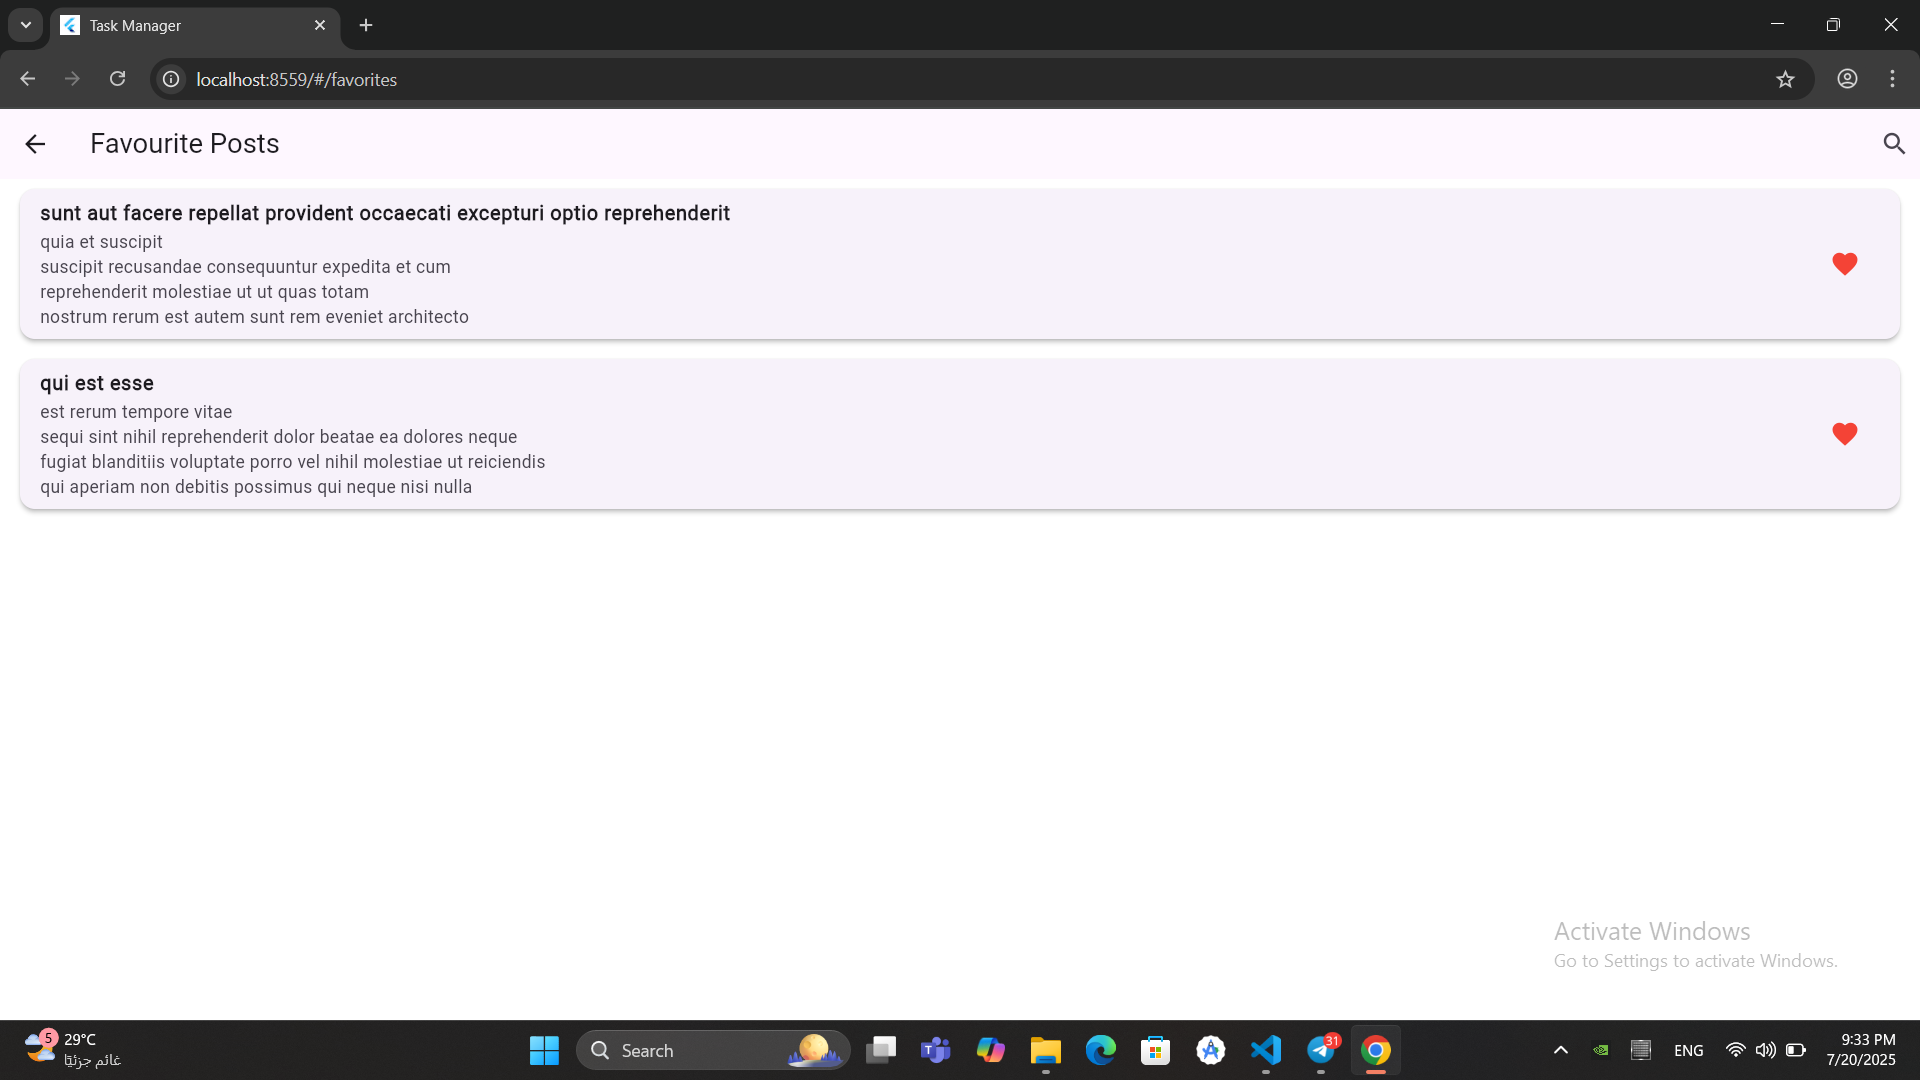 Task Manager
localhost:8559/#/favorites
Favourite Posts
sunt aut facere repellat provident occaecati excepturi optio reprehenderit
quia et suscipit
suscipit recusandae consequuntur expedita et cum
reprehenderit molestiae ut ut quas totam
nostrum rerum est autem sunt rem eveniet architecto
qui est esse
est rerum tempore vitae
sequi sint nihil reprehenderit dolor beatae ea dolores neque
fugiat blanditiis voluptate porro vel nihil molestiae ut reiciendis
qui aperiam non debitis possimus qui neque nisi nulla
Activate Windows
Go to Settings to activate Windows.
5
29°C
غائم جزئيًا
Search
31
ENG
9:33 PM
7/20/2025